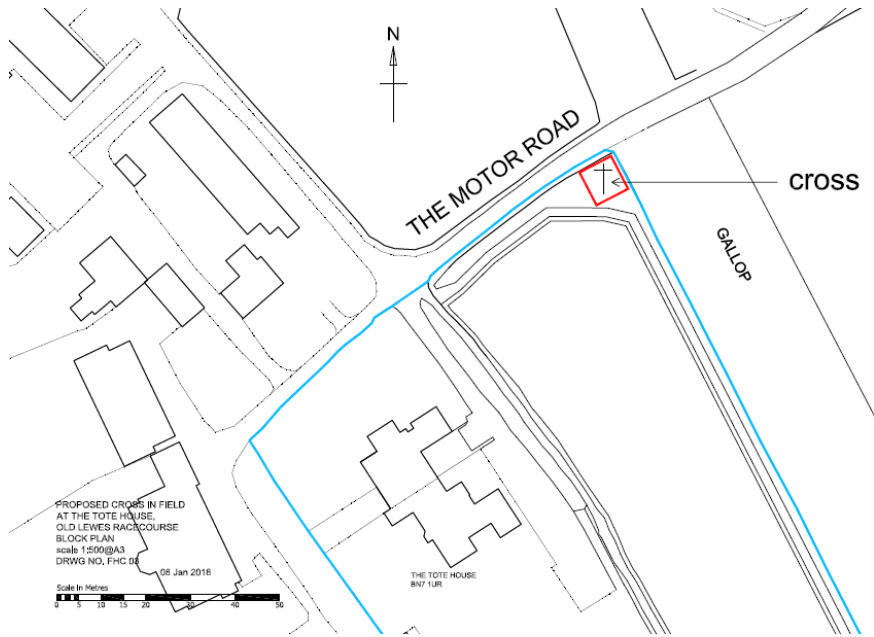 N
THE MOTOR ROAD
cross
GALLOP
PROPOSED CROSS IN FIELD
AT THE TOTE HOUSE,
OLD LEWES RACECOURSE
BLOCK PLAN
scale 1:500@A3
DRWG NO. FHC 03
08 Jan 2018
Scale In Metres
0 5 10 15 20 30 40 50
THE TOTE HOUSE
BN7 1UR